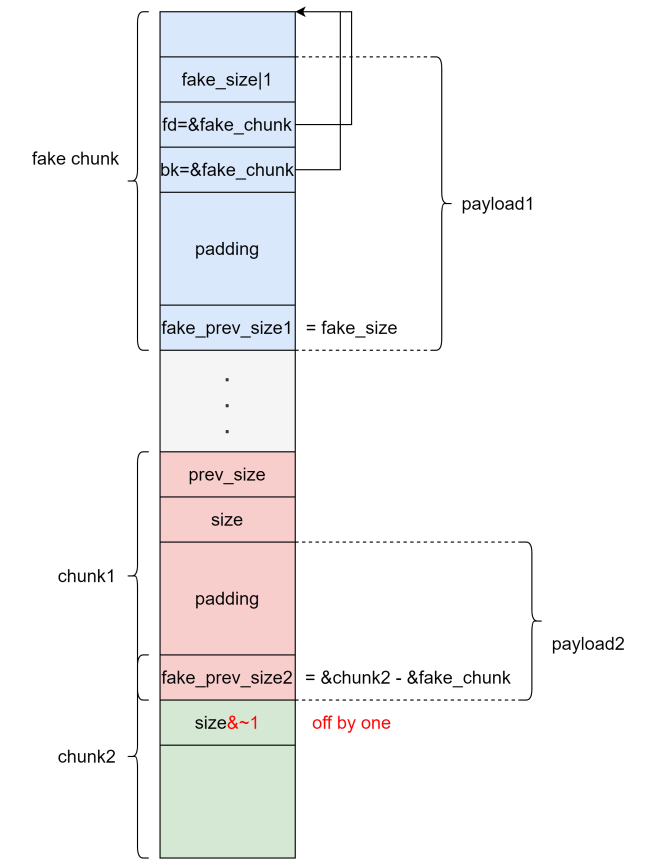 fake_size|1
fd=&fake_chunk
fake chunk
bk=&fake_chunk
payload1
padding
fake_prev_size1 = fake_size
.
.
.
prev_size
size
chunk1
padding
payload2
fake_prev_size2 = &chunk2 - &fake_chunk
size&~1 off by one
chunk2